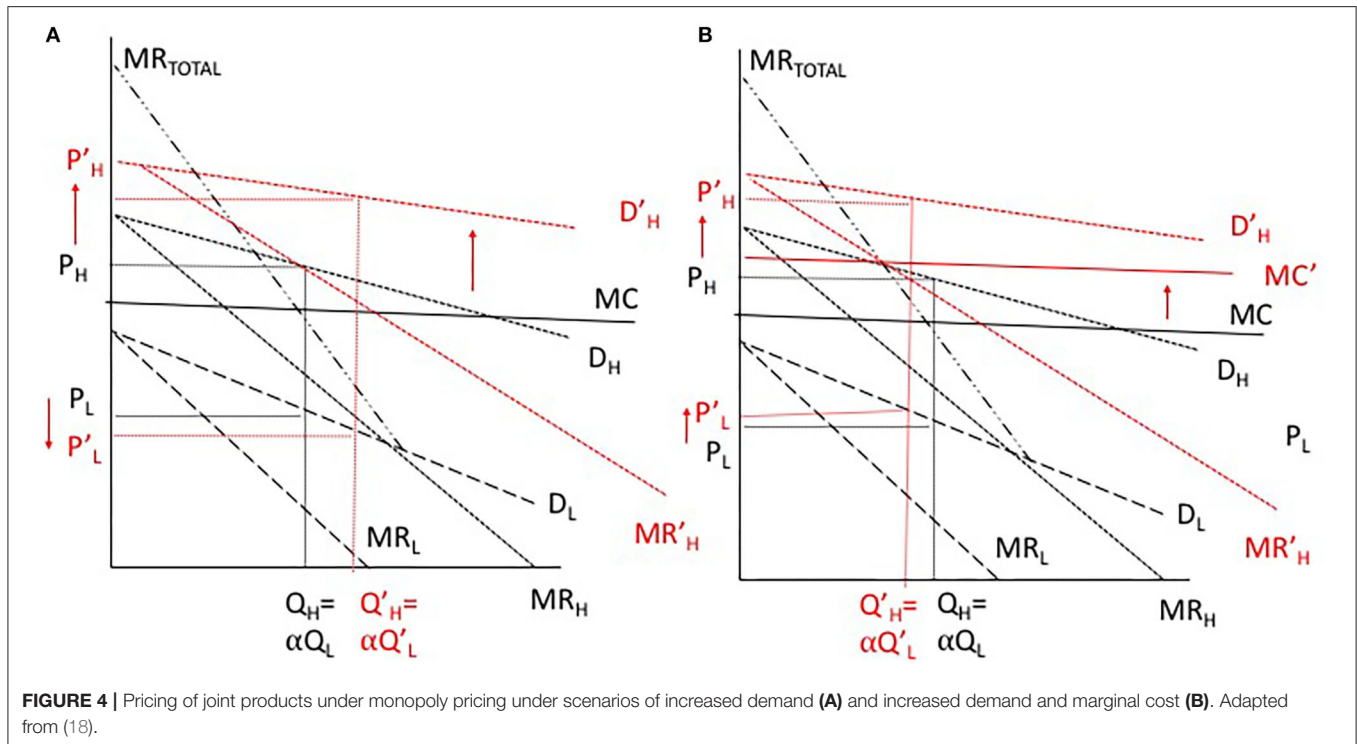 A
MR_TOTAL
P'_H
D'_H
P_H
MC
D_H
P_L
P'_L
D_L
MR_L
MR'_H
Q_H= Q'_H=
MR_H
αQ_L αQ'_L
B
MR_TOTAL
P'_H
D'_H
P_H
MC'
MC
D_H
P'_L
P_L
P_L
D_L
MR_L
MR'_H
Q'_H= Q_H=
MR_H
αQ'_L αQ_L
FIGURE 4 | Pricing of joint products under monopoly pricing under scenarios of increased demand (A) and increased demand and marginal cost (B). Adapted
from (18).